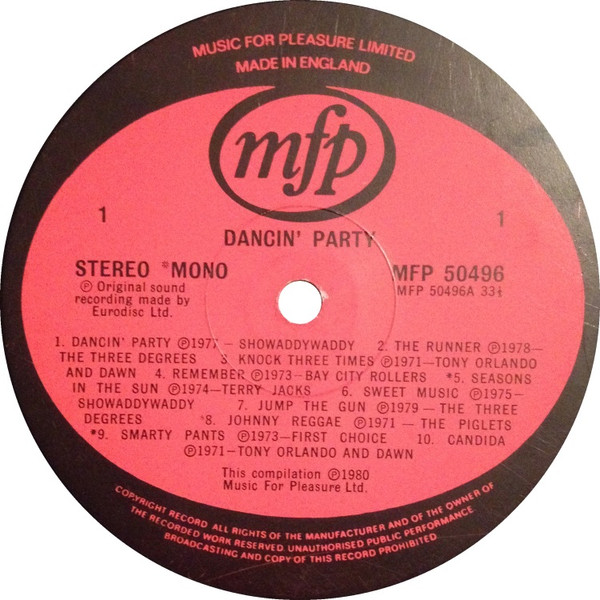 MUSIC FOR PLEASURE LIMITED
MADE IN ENGLAND
mfp
1
1
DANCIN' PARTY
STEREO *MONO
MFP 50496
℗ Original sound
recording made by
Eurodisc Ltd.
MFP 50496A 33⅓
1. DANCIN' PARTY ℗1977 – SHOWADDYWADDY 2. THE RUNNER ℗1978—
THE THREE DEGREES 3. KNOCK THREE TIMES ℗1971—TONY ORLANDO
AND DAWN 4. REMEMBER ℗1973—BAY CITY ROLLERS *5. SEASONS
IN THE SUN ℗1974—TERRY JACKS 6. SWEET MUSIC ℗1975—
SHOWADDYWADDY 7. JUMP THE GUN ℗1979 — THE THREE
DEGREES *8. JOHNNY REGGAE ℗1971 — THE PIGLETS
*9. SMARTY PANTS ℗1973—FIRST CHOICE 10. CANDIDA
℗1971—TONY ORLANDO AND DAWN
This compilation ℗1980
Music For Pleasure Ltd.
COPYRIGHT RECORD ALL RIGHTS OF THE MANUFACTURER AND OF THE OWNER OF
THE RECORDED WORK RESERVED. UNAUTHORISED PUBLIC PERFORMANCE
BROADCASTING AND COPY OF THIS RECORD PROHIBITED